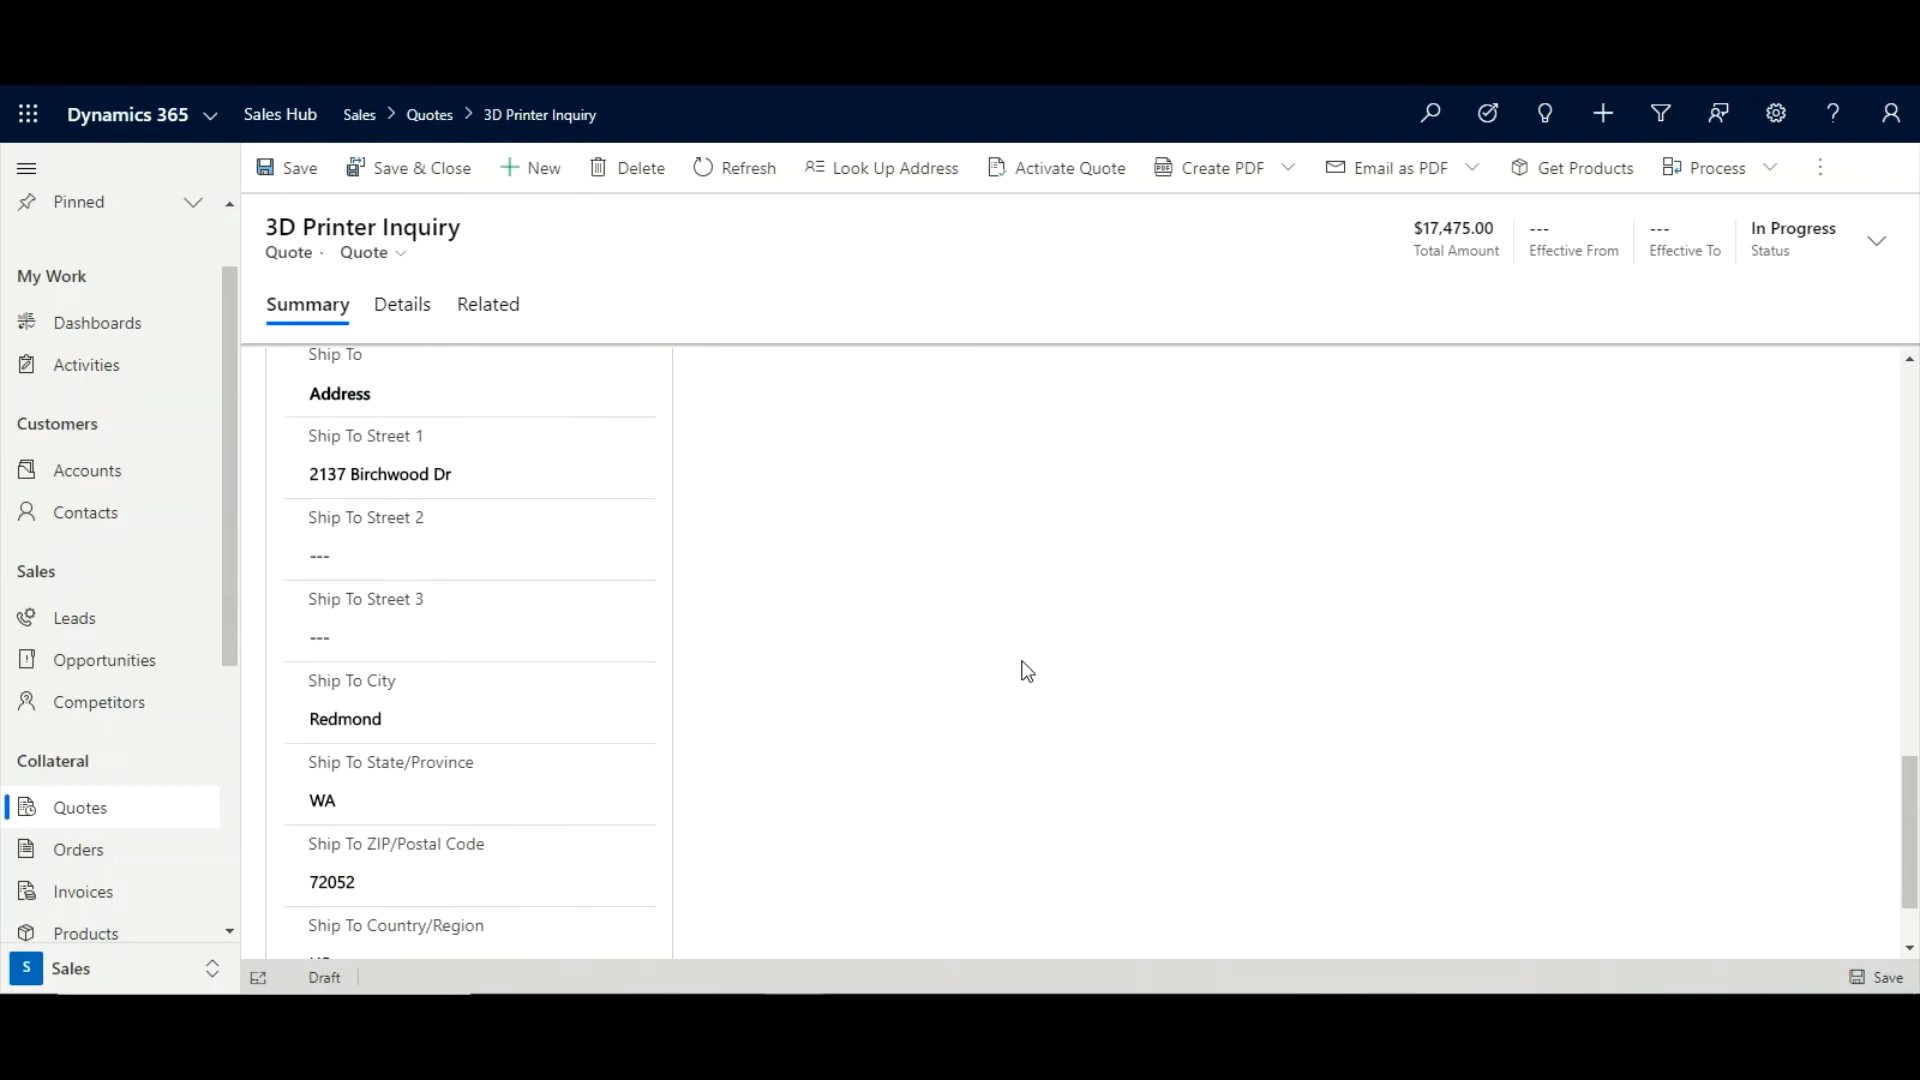 Dynamics 365
Sales Hub
Sales > Quotes > 3D Printer Inquiry
Save
Save & Close
New
Delete
Refresh
Look Up Address
Activate Quote
Create PDF
Email as PDF
Get Products
Process
Pinned
My Work
Dashboards
Activities
Customers
Accounts
Contacts
Sales
Leads
Opportunities
Competitors
Collateral
Quotes
Orders
Invoices
Products
S Sales
3D Printer Inquiry
Quote · Quote
$17,475.00
Total Amount
---
Effective From
---
Effective To
In Progress
Status
Summary
Details
Related
Ship To
Address
Ship To Street 1
2137 Birchwood Dr
Ship To Street 2
---
Ship To Street 3
---
Ship To City
Redmond
Ship To State/Province
WA
Ship To ZIP/Postal Code
72052
Ship To Country/Region
Draft
Save